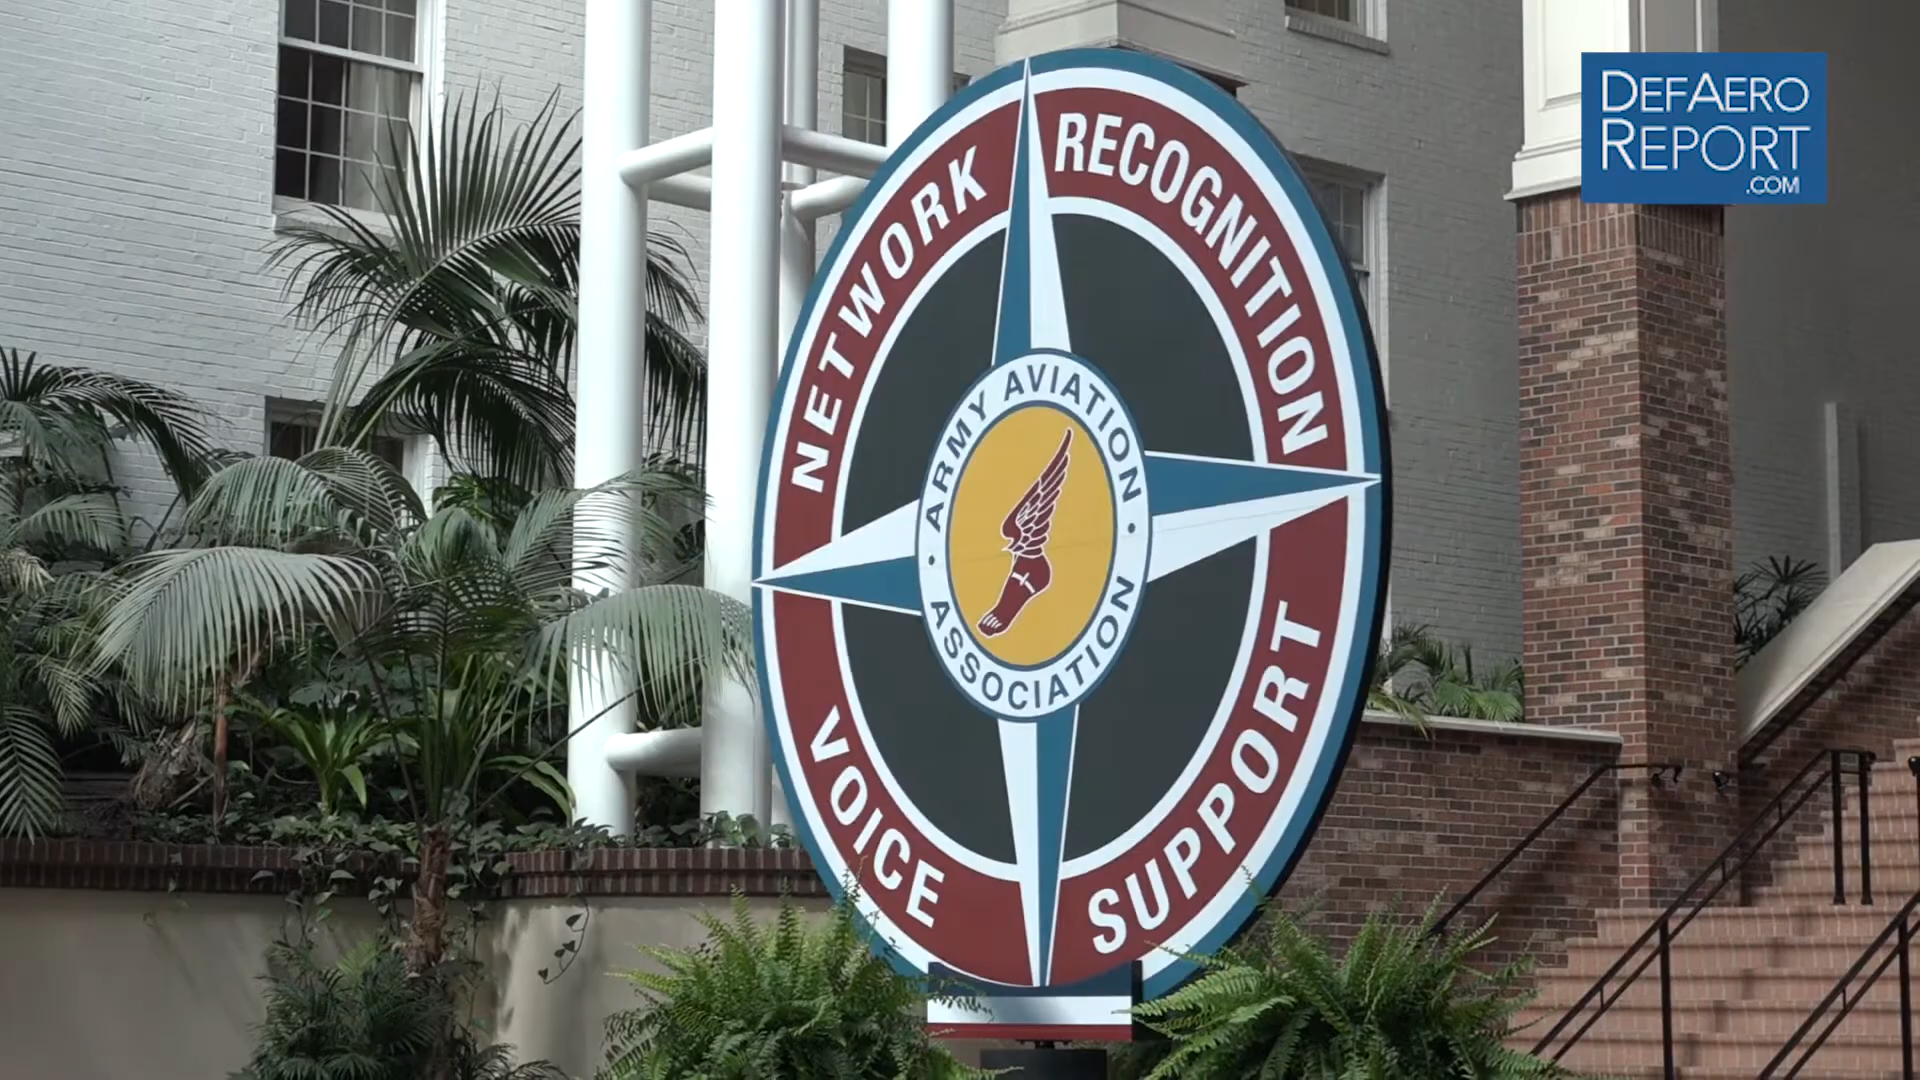 DEFAERO
REPORT
.COM
NETWORK
RECOGNITION
VOICE
SUPPORT
· ARMY AVIATION ·
ASSOCIATION